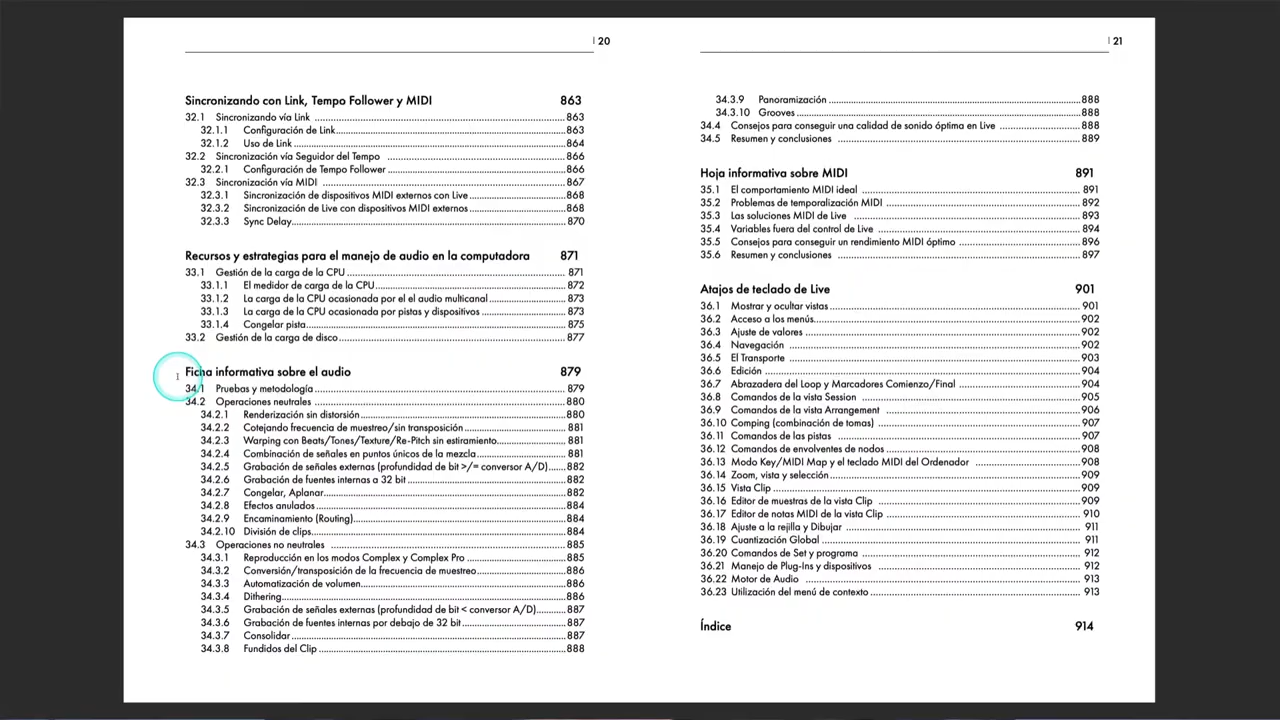 20
Sincronizando con Link, Tempo Follower y MIDI 863
32.1 Sincronizando vía Link 863
32.1.1 Configuración de Link 863
32.1.2 Uso de Link 864
32.2 Sincronización vía Seguidor del Tempo 866
32.2.1 Configuración de Tempo Follower 866
32.3 Sincronización vía MIDI 867
32.3.1 Sincronización de dispositivos MIDI externos con Live 868
32.3.2 Sincronización de Live con dispositivos MIDI externos 868
32.3.3 Sync Delay 870
Recursos y estrategias para el manejo de audio en la computadora 871
33.1 Gestión de la carga de la CPU 871
33.1.1 El medidor de carga de la CPU 872
33.1.2 La carga de la CPU ocasionada por el el audio multicanal 873
33.1.3 La carga de la CPU ocasionada por pistas y dispositivos 873
33.1.4 Congelar pista 875
33.2 Gestión de la carga de disco 877
Ficha informativa sobre el audio 879
34.1 Pruebas y metodología 879
34.2 Operaciones neutrales 880
34.2.1 Renderización sin distorsión 880
34.2.2 Cotejando frecuencia de muestreo/sin transposición 881
34.2.3 Warping con Beats/Tones/Texture/Re-Pitch sin estiramiento 881
34.2.4 Combinación de señales en puntos únicos de la mezcla 881
34.2.5 Grabación de señales externas (profundidad de bit >/= conversor A/D) 882
34.2.6 Grabación de fuentes internas a 32 bit 882
34.2.7 Congelar, Aplanar 882
34.2.8 Efectos anulados 884
34.2.9 Encaminamiento (Routing) 884
34.2.10 División de clips 884
34.3 Operaciones no neutrales 885
34.3.1 Reproducción en los modos Complex y Complex Pro 885
34.3.2 Conversión/transposición de la frecuencia de muestreo 886
34.3.3 Automatización de volumen 886
34.3.4 Dithering 886
34.3.5 Grabación de señales externas (profundidad de bit < conversor A/D) 887
34.3.6 Grabación de fuentes internas por debajo de 32 bit 887
34.3.7 Consolidar 887
34.3.8 Fundidos del Clip 888
21
34.3.9 Panoramización 888
34.3.10 Grooves 888
34.4 Consejos para conseguir una calidad de sonido óptima en Live 888
34.5 Resumen y conclusiones 889
Hoja informativa sobre MIDI 891
35.1 El comportamiento MIDI ideal 891
35.2 Problemas de temporalización MIDI 892
35.3 Las soluciones MIDI de Live 893
35.4 Variables fuera del control de Live 894
35.5 Consejos para conseguir un rendimiento MIDI óptimo 896
35.6 Resumen y conclusiones 897
Atajos de teclado de Live 901
36.1 Mostrar y ocultar vistas 901
36.2 Acceso a los menús 902
36.3 Ajuste de valores 902
36.4 Navegación 902
36.5 El Transporte 903
36.6 Edición 904
36.7 Abrazadera del Loop y Marcadores Comienzo/Final 904
36.8 Comandos de la vista Session 905
36.9 Comandos de la vista Arrangement 906
36.10 Comping (combinación de tomas) 907
36.11 Comandos de las pistas 907
36.12 Comandos de envolventes de nodos 908
36.13 Modo Key/MIDI Map y el teclado MIDI del Ordenador 908
36.14 Zoom, vista y selección 909
36.15 Vista Clip 909
36.16 Editor de muestras de la vista Clip 909
36.17 Editor de notas MIDI de la vista Clip 910
36.18 Ajuste a la rejilla y Dibujar 911
36.19 Cuantización Global 911
36.20 Comandos de Set y programa 912
36.21 Manejo de Plug-Ins y dispositivos 912
36.22 Motor de Audio 913
36.23 Utilización del menú de contexto 913
Índice 914